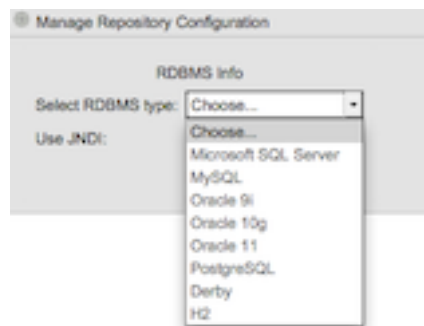 Manage Repository Configuration
RDBMS Info
Select RDBMS type: Choose...
Use JNDI:
Choose...
Microsoft SQL Server
MySQL
Oracle 9i
Oracle 10g
Oracle 11
PostgreSQL
Derby
H2